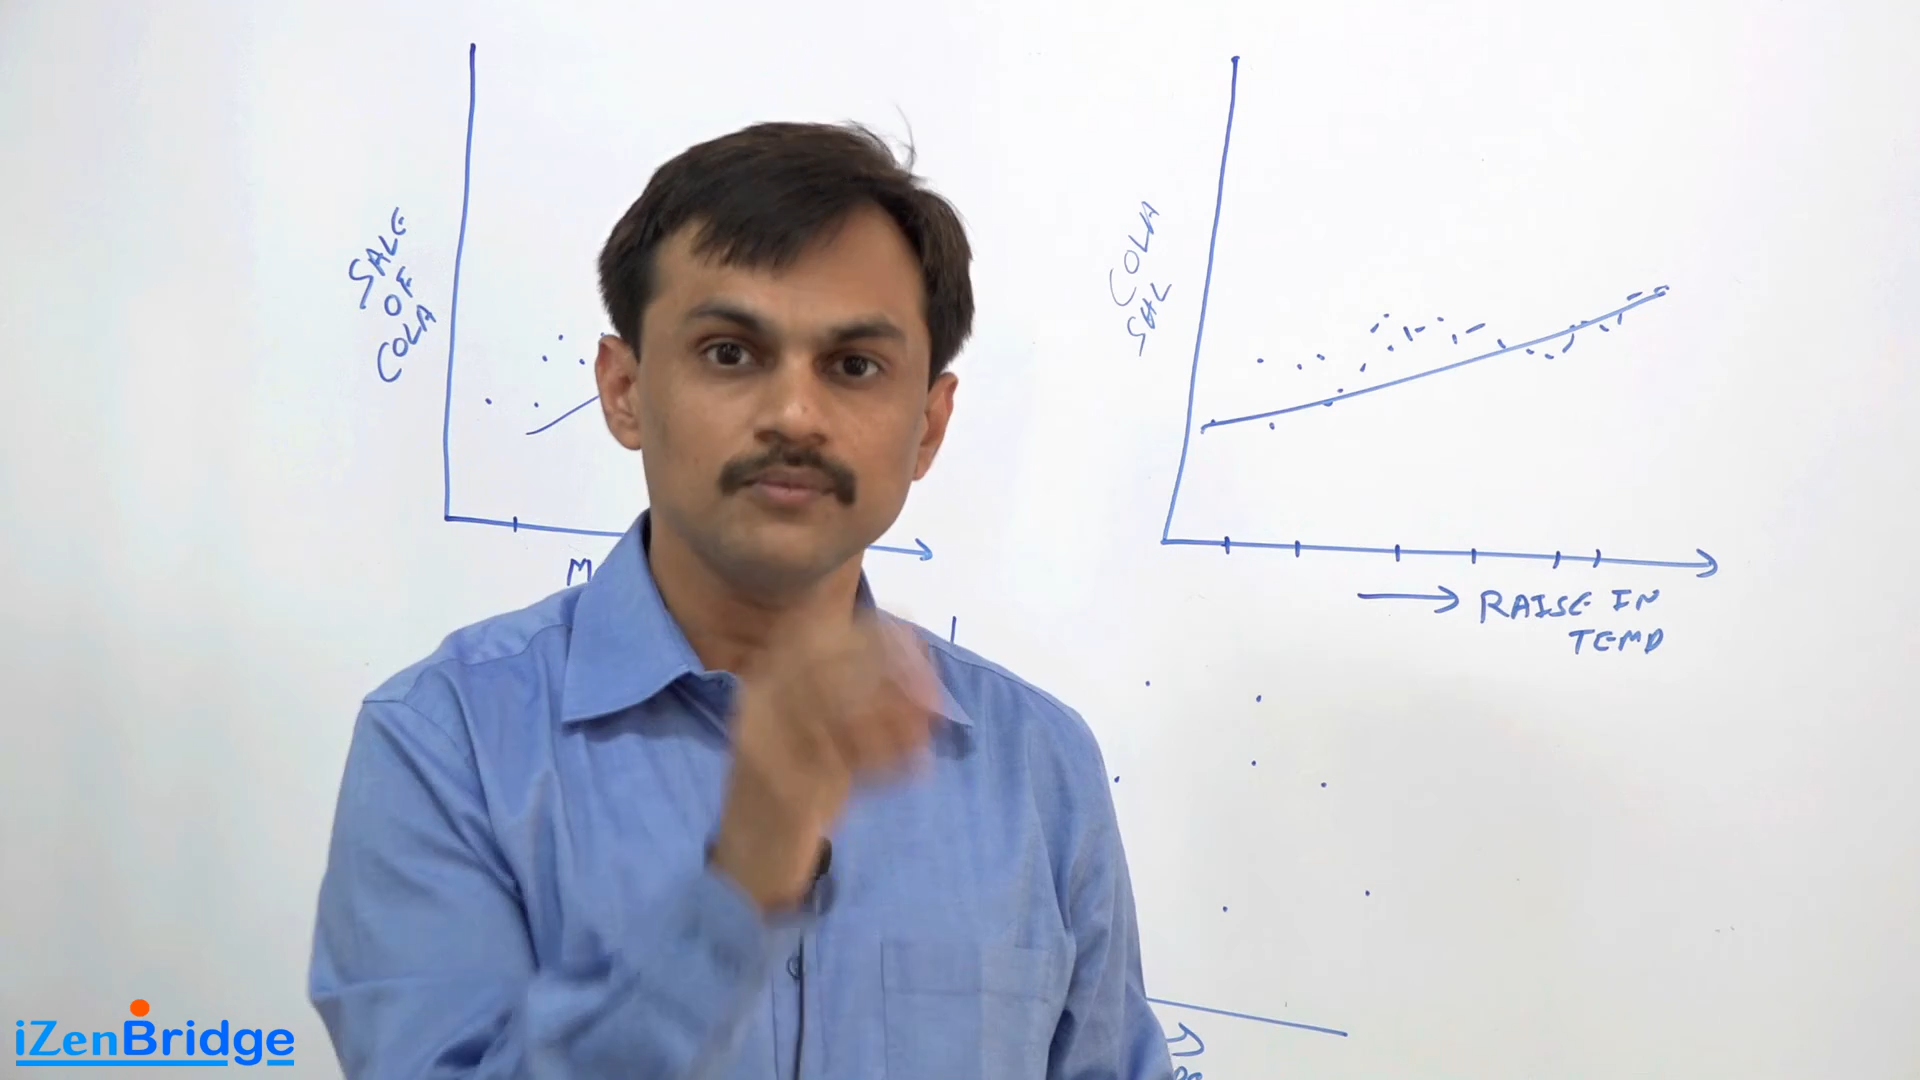 SALE
OF
COLA
M
COLA
SAL
RAISE IN
TEMP
iZenBridge